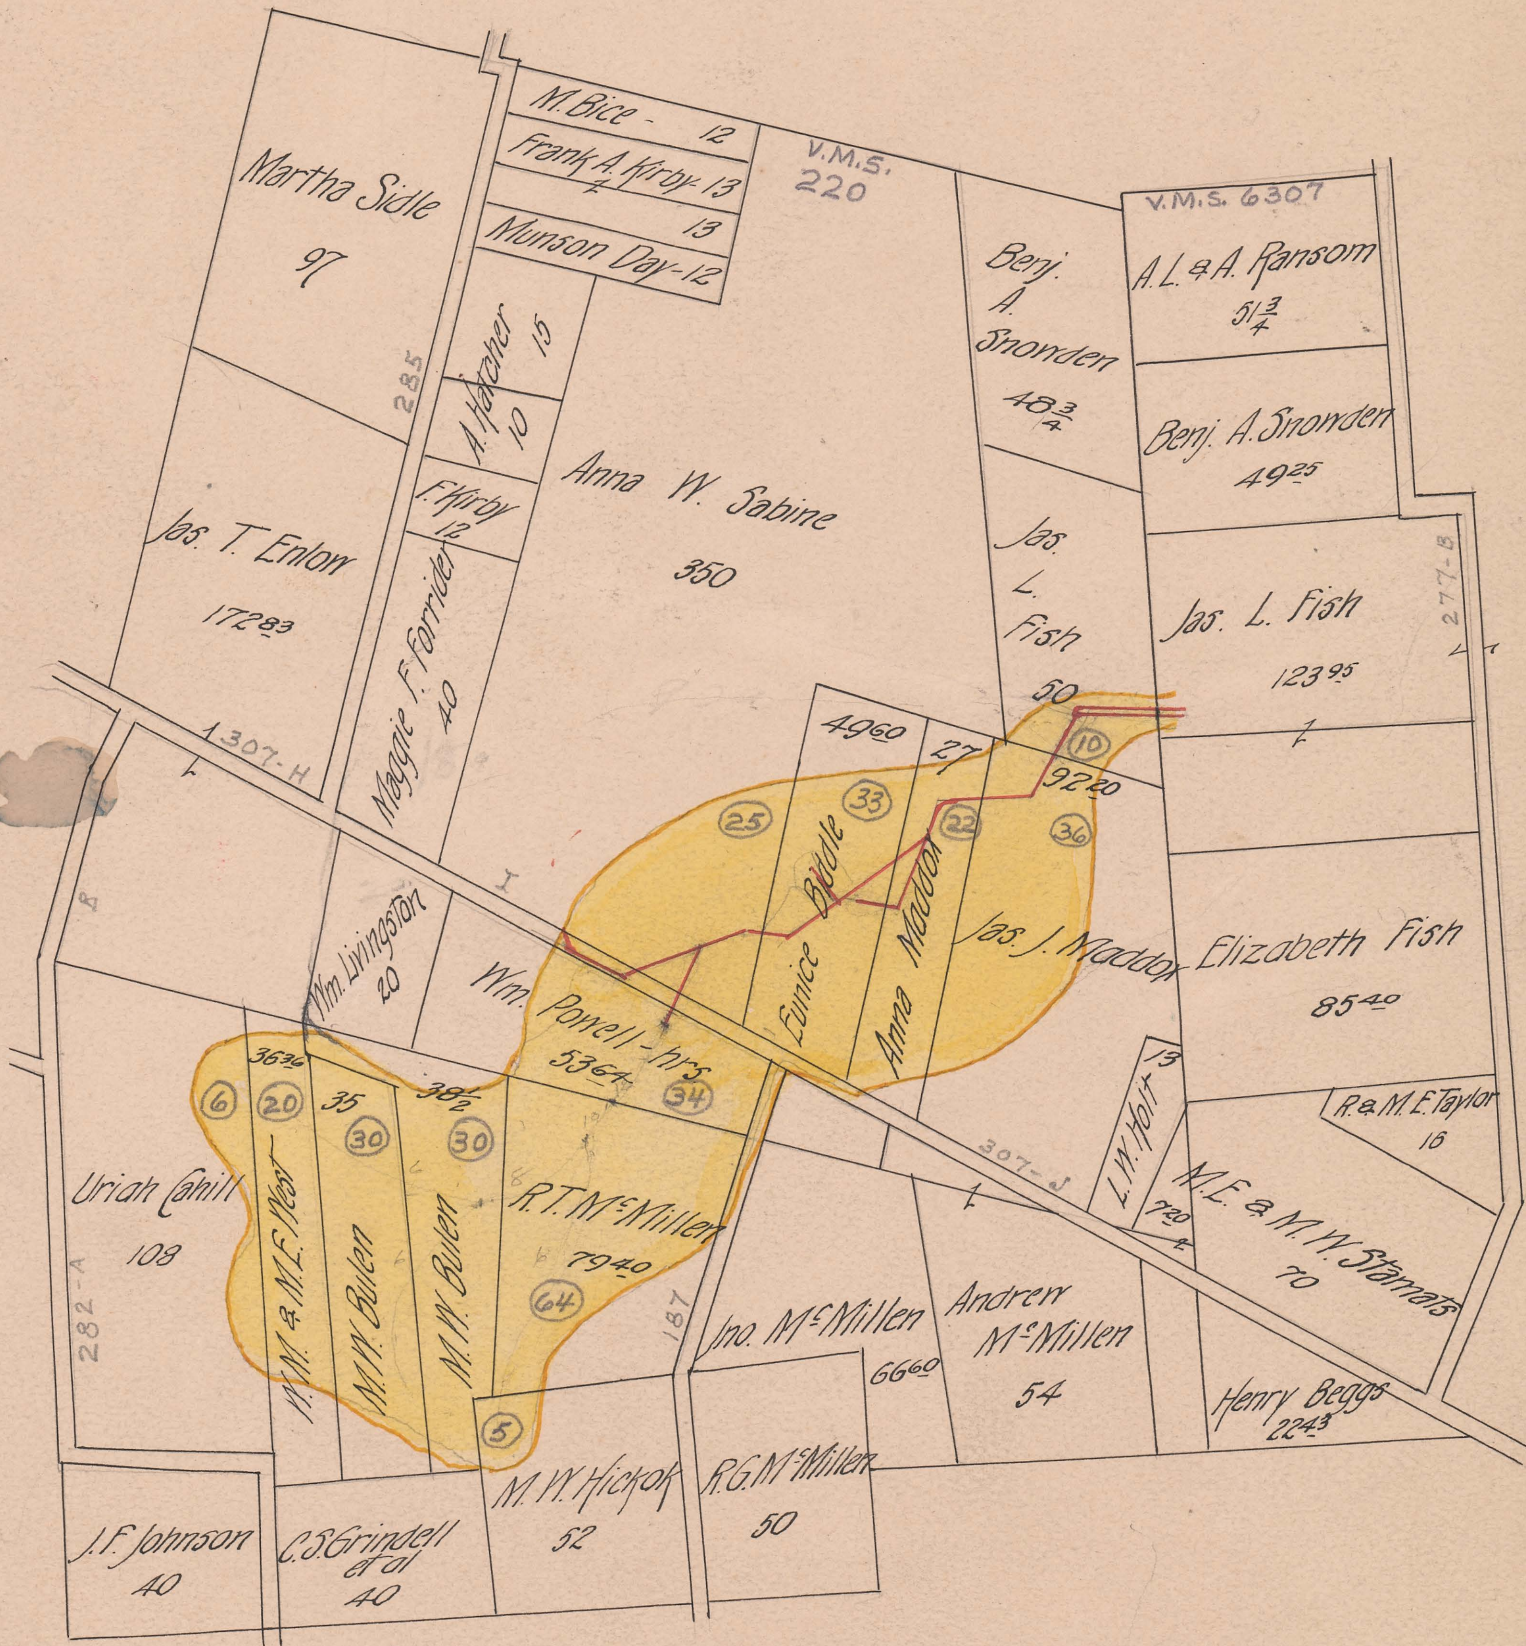 M. Bice - 12
Frank A. Kirby - 13
13
Munson Day - 12
V.M.S.
220
V.M.S. 6307
Martha Sidle
97
285
A. Hatcher
15
10
F. Kirby
12
Maggie F. Forrider
40
Jas. T. Enlow
172 83
Anna W. Sabine
350
Benj.
A.
Snowden
48 3/4
Jas.
L.
Fish
50
A. L. & A. Ransom
51 3/4
Benj. A. Snowden
49 25
277-B
Jas. L. Fish
123 95
307-H
49 60
27
92 20
10
25
33
22
36
Eunice Biddle
Anna Maddox
Jas. J. Maddox
Elizabeth Fish
85 40
Wm. Livingston
20
Wm. Powell - hrs
53 64
34
307-J
L. W. Holt
13
7 20
R. & M. E. Taylor
16
M. E. & M. W. Stamats
70
36 36
35
38 1/2
6
20
30
30
Uriah Cahill
108
282-A
W. M. & M. E. West
M. W. Bulen
M. W. Bulen
R. T. McMillen
79 40
64
187
Jno. McMillen
66 60
Andrew
McMillen
54
Henry Beggs
22 43
5
M. W. Hickok
52
R. G. McMillen
50
J. F. Johnson
40
C. S. Grindell
et al
40